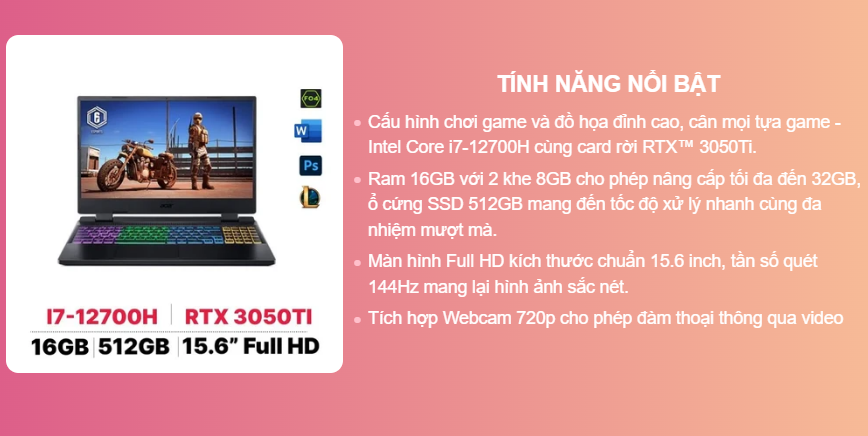 TÍNH NĂNG NỔI BẬT
Cấu hình chơi game và đồ họa đỉnh cao, cân mọi tựa game -
Intel Core i7-12700H cùng card rời RTX™ 3050Ti.
Ram 16GB với 2 khe 8GB cho phép nâng cấp tối đa đến 32GB,
ổ cứng SSD 512GB mang đến tốc độ xử lý nhanh cùng đa
nhiệm mượt mà.
Màn hình Full HD kích thước chuẩn 15.6 inch, tần số quét
144Hz mang lại hình ảnh sắc nét.
Tích hợp Webcam 720p cho phép đàm thoại thông qua video
FO4
W
Ps
acer
I7-12700H | RTX 3050TI
16GB | 512GB | 15.6” Full HD